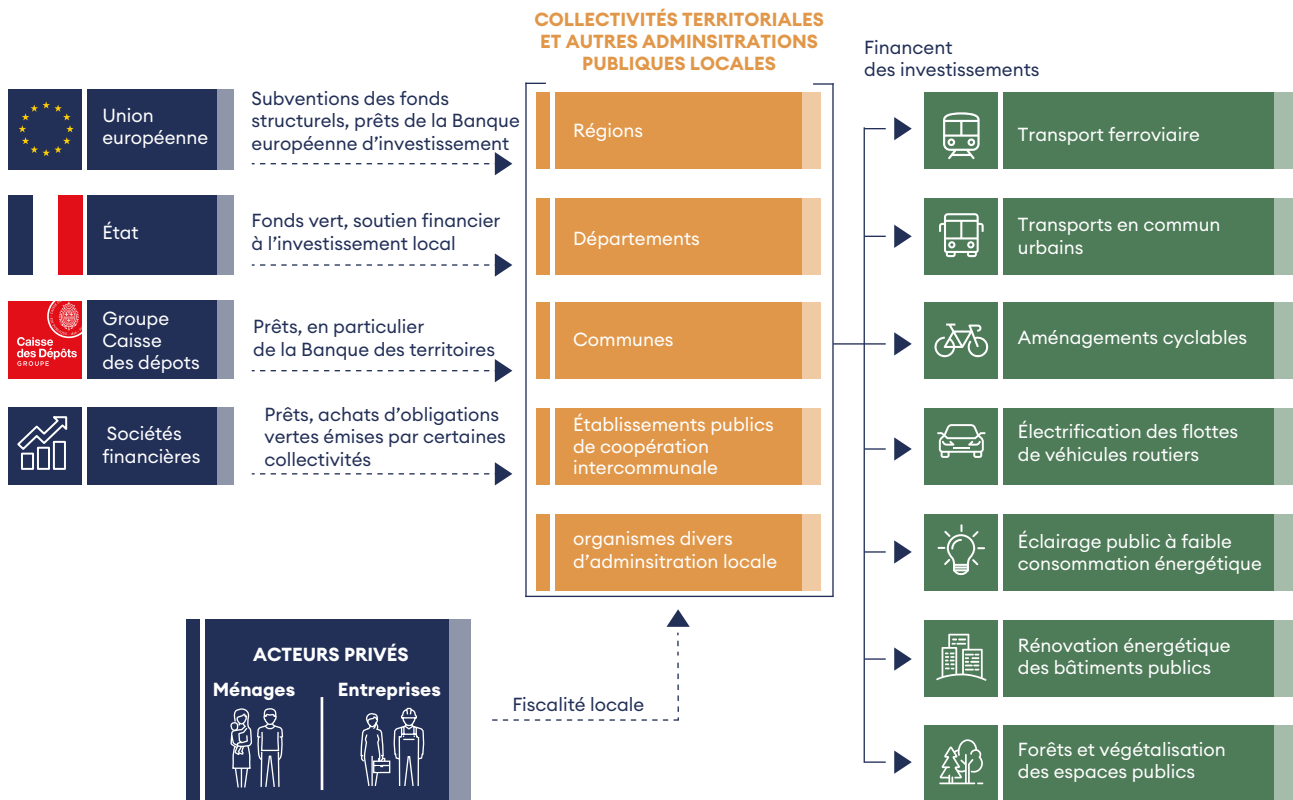 COLLECTIVITÉS TERRITORIALES
ET AUTRES ADMINSITRATIONS
PUBLIQUES LOCALES
Financent
des investissements
Union
européenne
Subventions des fonds
structurels, prêts de la Banque
européenne d'investissement
État
Fonds vert, soutien financier
à l'investissement local
Caisse
des Dépôts
GROUPE
Groupe
Caisse
des dépots
Prêts, en particulier
de la Banque des territoires
Sociétés
financières
Prêts, achats d'obligations
vertes émises par certaines
collectivités
Régions
Départements
Communes
Établissements publics
de coopération
intercommunale
organismes divers
d'adminsitration locale
ACTEURS PRIVÉS
Ménages
Entreprises
Fiscalité locale
Transport ferroviaire
Transports en commun
urbains
Aménagements cyclables
Électrification des flottes
de véhicules routiers
Éclairage public à faible
consommation énergétique
Rénovation énergétique
des bâtiments publics
Forêts et végétalisation
des espaces publics